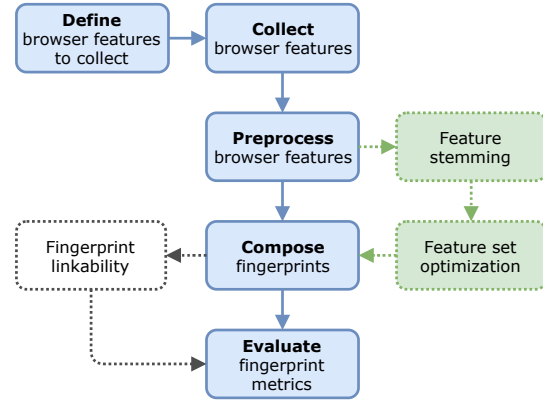 Define
browser features
to collect
Collect
browser features
Preprocess
browser features
Feature
stemming
Fingerprint
linkability
Compose
fingerprints
Feature set
optimization
Evaluate
fingerprint
metrics